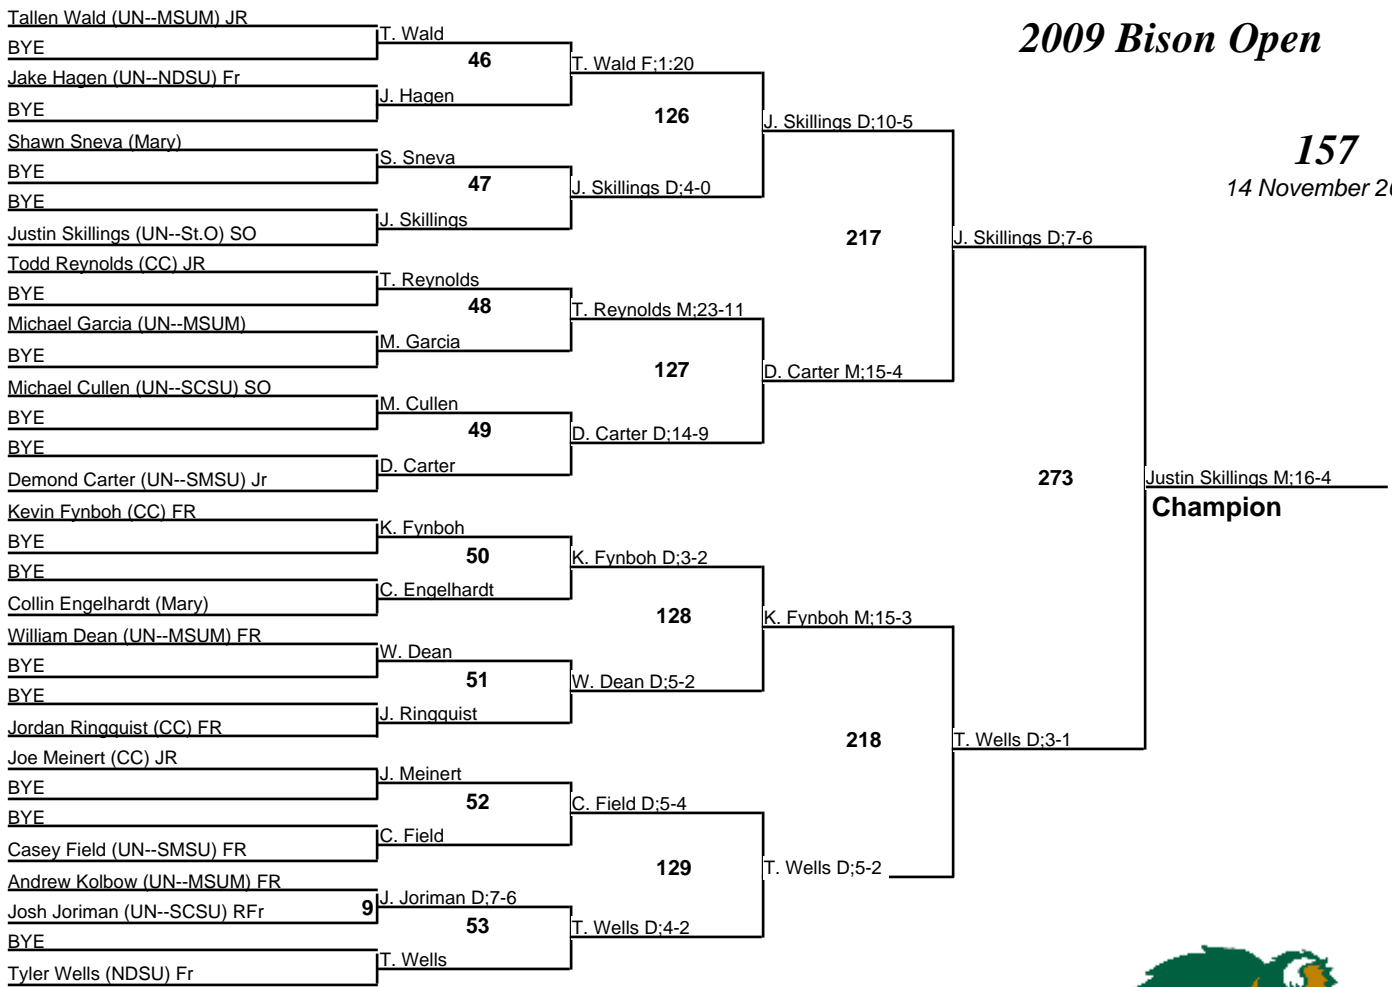 2009 Bison Open
157
14 November
Tallen Wald (UN--MSUM) JR
BYE
Jake Hagen (UN--NDSU) Fr
BYE
Shawn Sneva (Mary)
BYE
BYE
Justin Skillings (UN--St.O) SO
Todd Reynolds (CC) JR
BYE
Michael Garcia (UN--MSUM)
BYE
Michael Cullen (UN--SCSU) SO
BYE
BYE
Demond Carter (UN--SMSU) Jr
Kevin Fynboh (CC) FR
BYE
BYE
Collin Engelhardt (Mary)
William Dean (UN--MSUM) FR
BYE
BYE
Jordan Ringquist (CC) FR
Joe Meinert (CC) JR
BYE
BYE
Casey Field (UN--SMSU) FR
Andrew Kolbow (UN--MSUM) FR
Josh Joriman (UN--SCSU) RFr
9
BYE
Tyler Wells (NDSU) Fr
T. Wald
46
J. Hagen
S. Sneva
47
J. Skillings
T. Reynolds
48
M. Garcia
M. Cullen
49
D. Carter
K. Fynboh
50
C. Engelhardt
W. Dean
51
J. Ringquist
J. Meinert
52
C. Field
J. Joriman D;7-6
53
T. Wells
T. Wald F;1:20
126
J. Skillings D;4-0
T. Reynolds M;23-11
127
D. Carter D;14-9
K. Fynboh D;3-2
128
W. Dean D;5-2
C. Field D;5-4
129
T. Wells D;4-2
J. Skillings D;10-5
217
D. Carter M;15-4
K. Fynboh M;15-3
218
T. Wells D;5-2
J. Skillings D;7-6
273
T. Wells D;3-1
Justin Skillings M;16-4
Champion